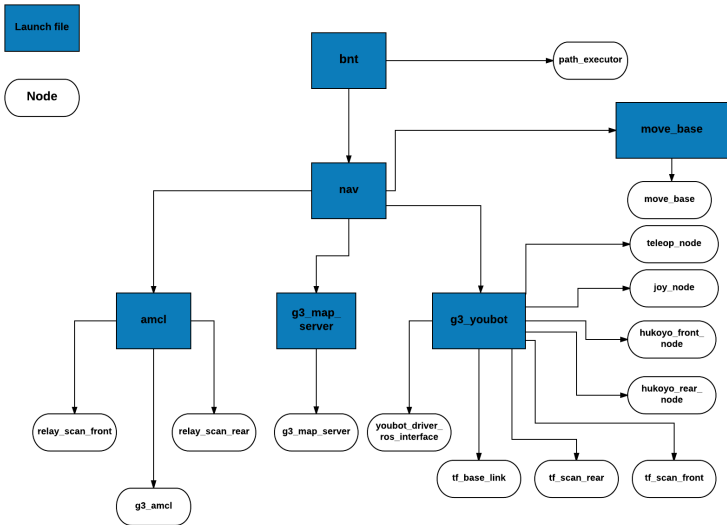 Launch file
Node
bnt
path_executor
move_base
nav
move_base
teleop_node
amcl
g3_map_
server
g3_youbot
joy_node
hukoyo_front_
node
hukoyo_rear_
node
relay_scan_front
relay_scan_rear
g3_map_server
youbot_driver_
ros_interface
g3_amcl
tf_base_link
tf_scan_rear
tf_scan_front